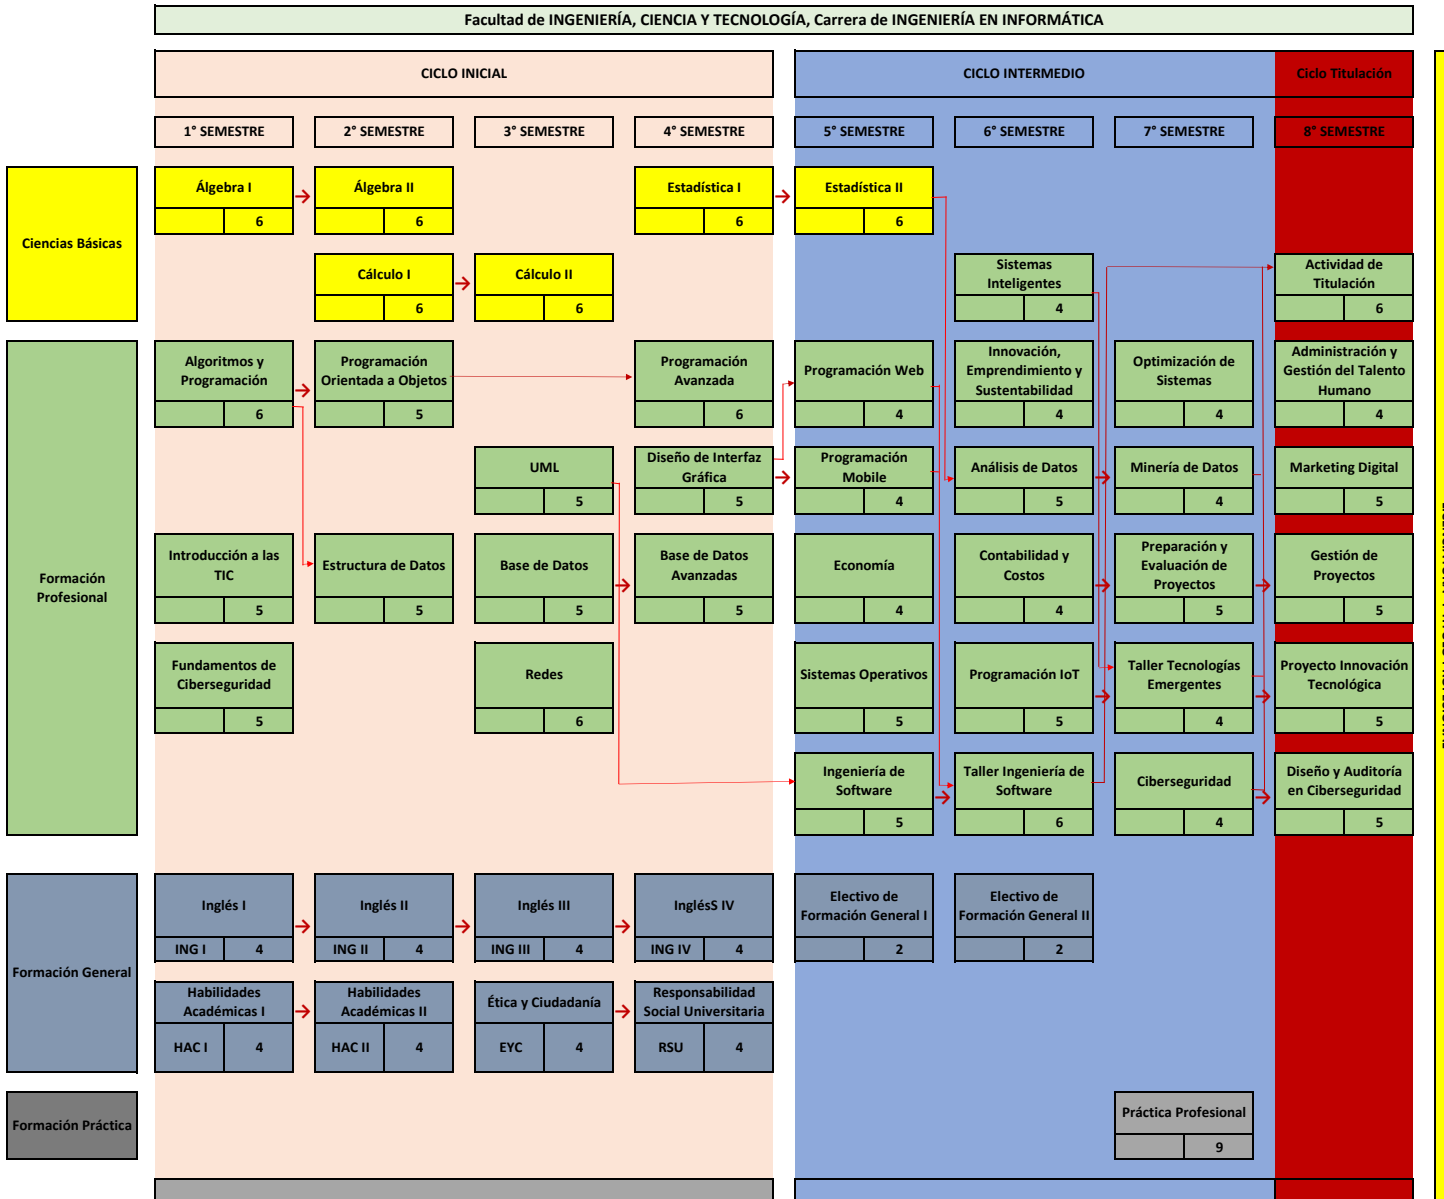 Facultad de INGENIERÍA, CIENCIA Y TECNOLOGÍA, Carrera de INGENIERÍA EN INFORMÁTICA
CICLO INICIAL
CICLO INTERMEDIO
Ciclo Titulación
1° SEMESTRE
2° SEMESTRE
3° SEMESTRE
4° SEMESTRE
5° SEMESTRE
6° SEMESTRE
7° SEMESTRE
8° SEMESTRE
Ciencias Básicas
Álgebra I
6
Álgebra II
6
Estadística I
6
Estadística II
6
Cálculo I
6
Cálculo II
6
Sistemas
Inteligentes
4
Actividad de
Titulación
6
Formación
Profesional
Algoritmos y
Programación
6
Programación
Orientada a Objetos
5
Programación
Avanzada
6
Programación Web
4
Innovación,
Emprendimiento y
Sustentabilidad
4
Optimización de
Sistemas
4
Administración y
Gestión del Talento
Humano
4
UML
5
Diseño de Interfaz
Gráfica
5
Programación
Mobile
4
Análisis de Datos
5
Minería de Datos
4
Marketing Digital
5
Introducción a las
TIC
5
Estructura de Datos
5
Base de Datos
5
Base de Datos
Avanzadas
5
Economía
4
Contabilidad y
Costos
4
Preparación y
Evaluación de
Proyectos
5
Gestión de
Proyectos
5
Fundamentos de
Ciberseguridad
5
Redes
6
Sistemas Operativos
5
Programación IoT
5
Taller Tecnologías
Emergentes
4
Proyecto Innovación
Tecnológica
5
Ingeniería de
Software
5
Taller Ingeniería de
Software
6
Ciberseguridad
4
Diseño y Auditoría
en Ciberseguridad
5
Formación General
Inglés I
ING I 4
Inglés II
ING II 4
Inglés III
ING III 4
InglésS IV
ING IV 4
Electivo de
Formación General I
2
Electivo de
Formación General II
2
Habilidades
Académicas I
HAC I 4
Habilidades
Académicas II
HAC II 4
Ética y Ciudadanía
EYC 4
Responsabilidad
Social Universitaria
RSU 4
Formación Práctica
Práctica Profesional
9